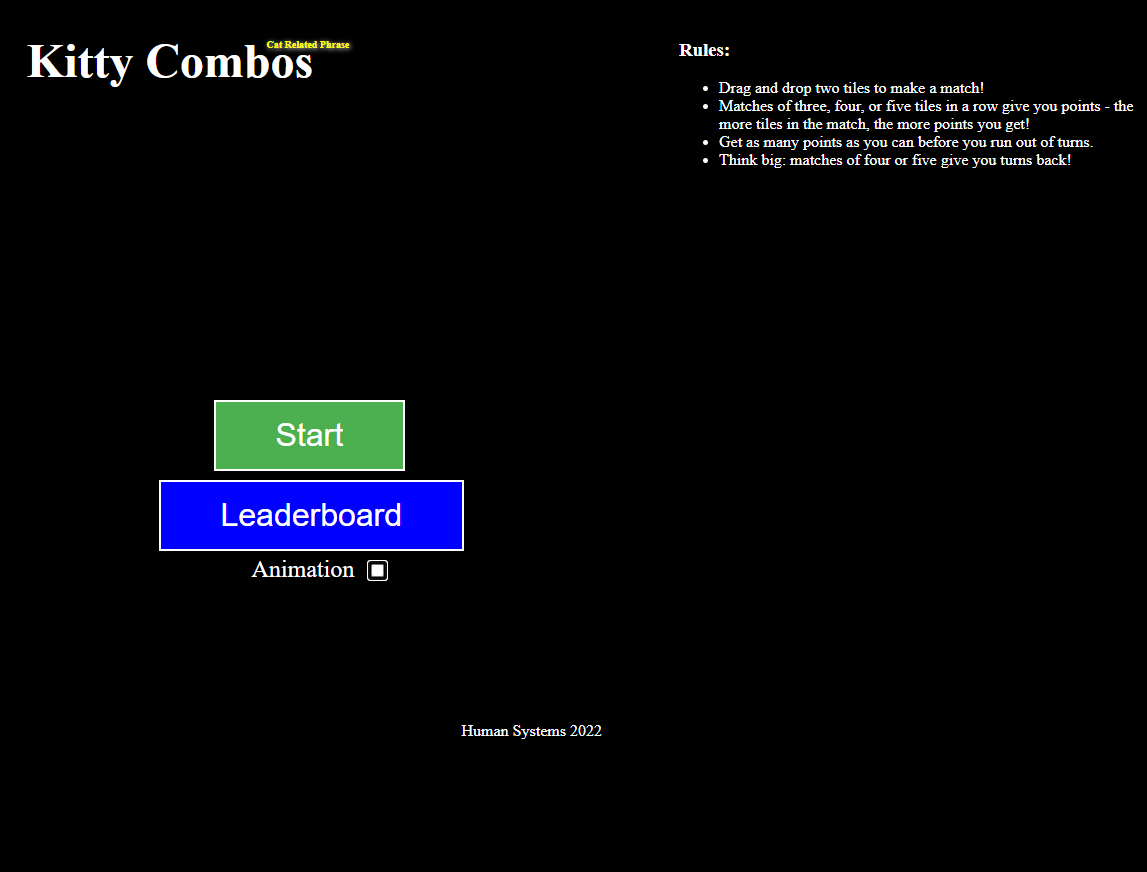 Cat Related Phrase
Kitty Combos
Rules:
Drag and drop two tiles to make a match!
Matches of three, four, or five tiles in a row give you points - the
more tiles in the match, the more points you get!
Get as many points as you can before you run out of turns.
Think big: matches of four or five give you turns back!
Start
Leaderboard
Animation
Human Systems 2022